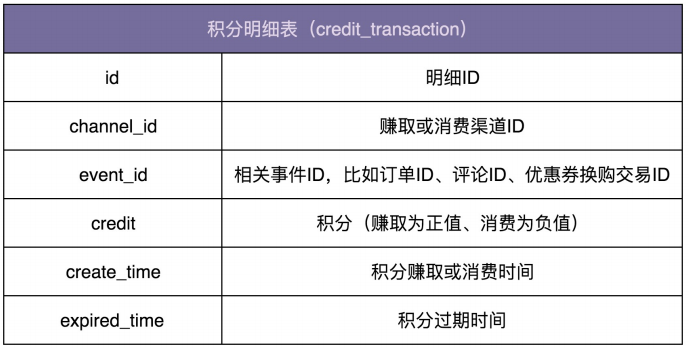 积分明细表（credit_transaction）
id 明细ID
channel_id 赚取或消费渠道ID
event_id 相关事件ID，比如订单ID、评论ID、优惠券换购交易ID
credit 积分（赚取为正值、消费为负值）
create_time 积分赚取或消费时间
expired_time 积分过期时间